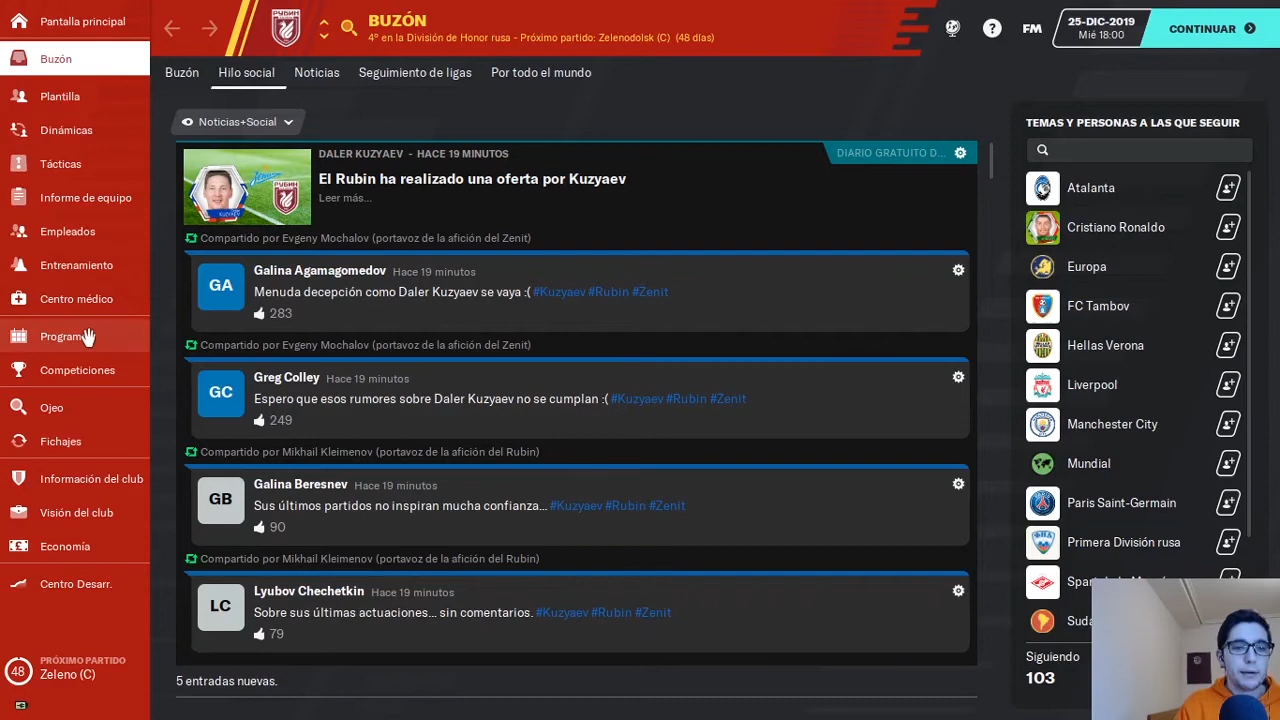 Pantalla principal
Buzón
Plantilla
Dinámicas
Tácticas
Informe de equipo
Empleados
Entrenamiento
Centro médico
Competiciones
Ojeo
Fichajes
Información del club
Visión del club
Economía
Centro Desarr.
48
PRÓXIMO PARTIDO
Zeleno (C)
РУБИН
BUZÓN
4º en la División de Honor rusa - Próximo partido: Zelenodolsk (C) (48 días)
?
FM
25-DIC-2019
Mié 18:00
CONTINUAR
Buzón
Hilo social
Noticias
Seguimiento de ligas
Por todo el mundo
Noticias+Social
DALER KUZYAEV - HACE 19 MINUTOS
DIARIO GRATUITO D...
El Rubin ha realizado una oferta por Kuzyaev
Leer más...
KUZYAEV
РУБИН
Compartido por Evgeny Mochalov (portavoz de la afición del Zenit)
GA
Galina Agamagomedov Hace 19 minutos
Menuda decepción como Daler Kuzyaev se vaya :( #Kuzyaev #Rubin #Zenit
283
Compartido por Evgeny Mochalov (portavoz de la afición del Zenit)
GC
Greg Colley Hace 19 minutos
Espero que esos rumores sobre Daler Kuzyaev no se cumplan :( #Kuzyaev #Rubin #Zenit
249
Compartido por Mikhail Kleimenov (portavoz de la afición del Rubin)
GB
Galina Beresnev Hace 19 minutos
Sus últimos partidos no inspiran mucha confianza... #Kuzyaev #Rubin #Zenit
90
Compartido por Mikhail Kleimenov (portavoz de la afición del Rubin)
LC
Lyubov Chechetkin Hace 19 minutos
Sobre sus últimas actuaciones... sin comentarios. #Kuzyaev #Rubin #Zenit
79
5 entradas nuevas.
TEMAS Y PERSONAS A LAS QUE SEGUIR
Atalanta
Cristiano Ronaldo
Europa
FC Tambov
Hellas Verona
Liverpool
Manchester City
Mundial
Paris Saint-Germain
Primera División rusa
Siguiendo
103